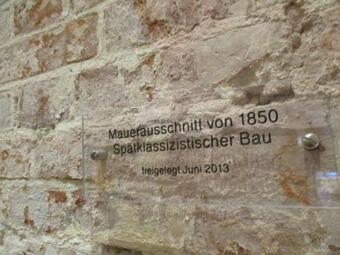 Mauerausschnitt von 1850
Spätklassizistischer Bau
freigelegt Juni 2013